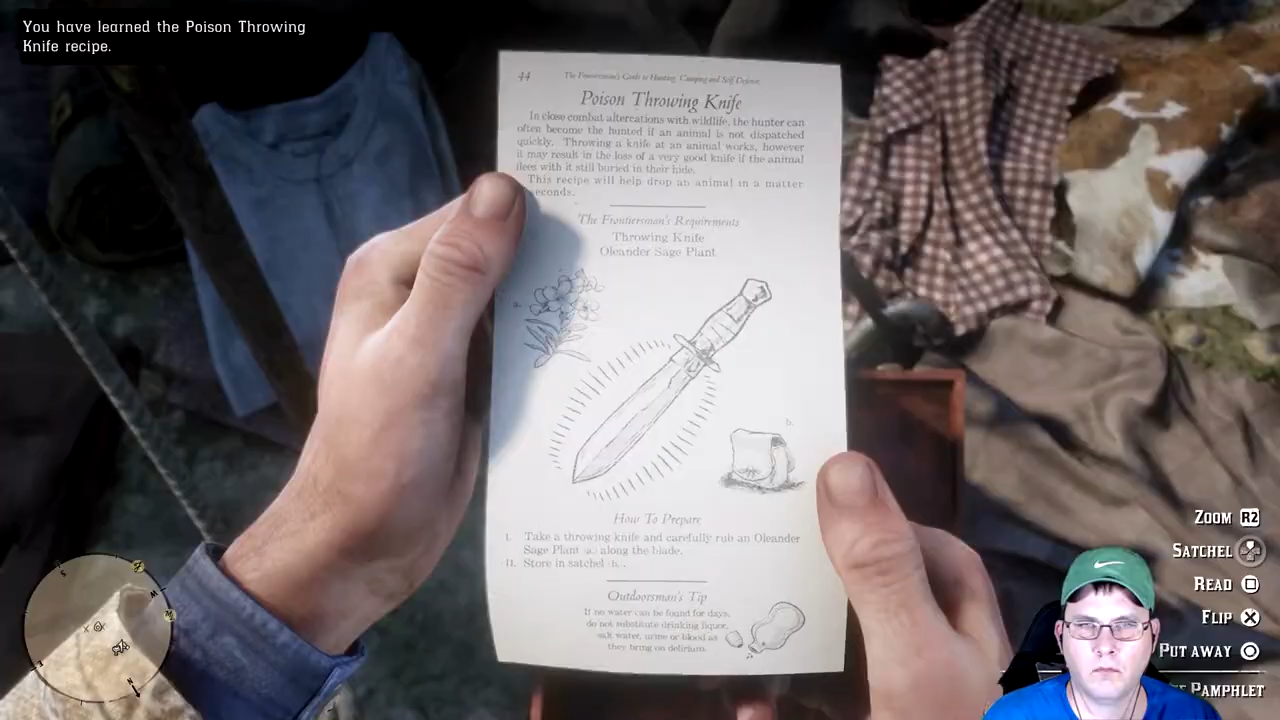 You have learned the Poison Throwing
Knife recipe.
44
The Frontiersman's Guide to Hunting, Camping and Self Defense
Poison Throwing Knife
In close combat altercations with wildlife, the hunter can
often become the hunted if an animal is not dispatched
quickly. Throwing a knife at an animal works, however
it may result in the loss of a very good knife if the animal
flees with it still buried in their hide.
This recipe will help drop an animal in a matter
seconds.
The Frontiersman's Requirements
Throwing Knife
Oleander Sage Plant
a.
b.
How To Prepare
I. Take a throwing knife and carefully rub an Oleander
Sage Plant (a.) along the blade.
II. Store in satchel (b.).
Outdoorsman's Tip
If no water can be found for days,
do not substitute drinking liquor,
salt water, urine or blood as
they bring on delirium.
ZOOM R2
SATCHEL
READ
FLIP
PUT AWAY
PAMPHLET